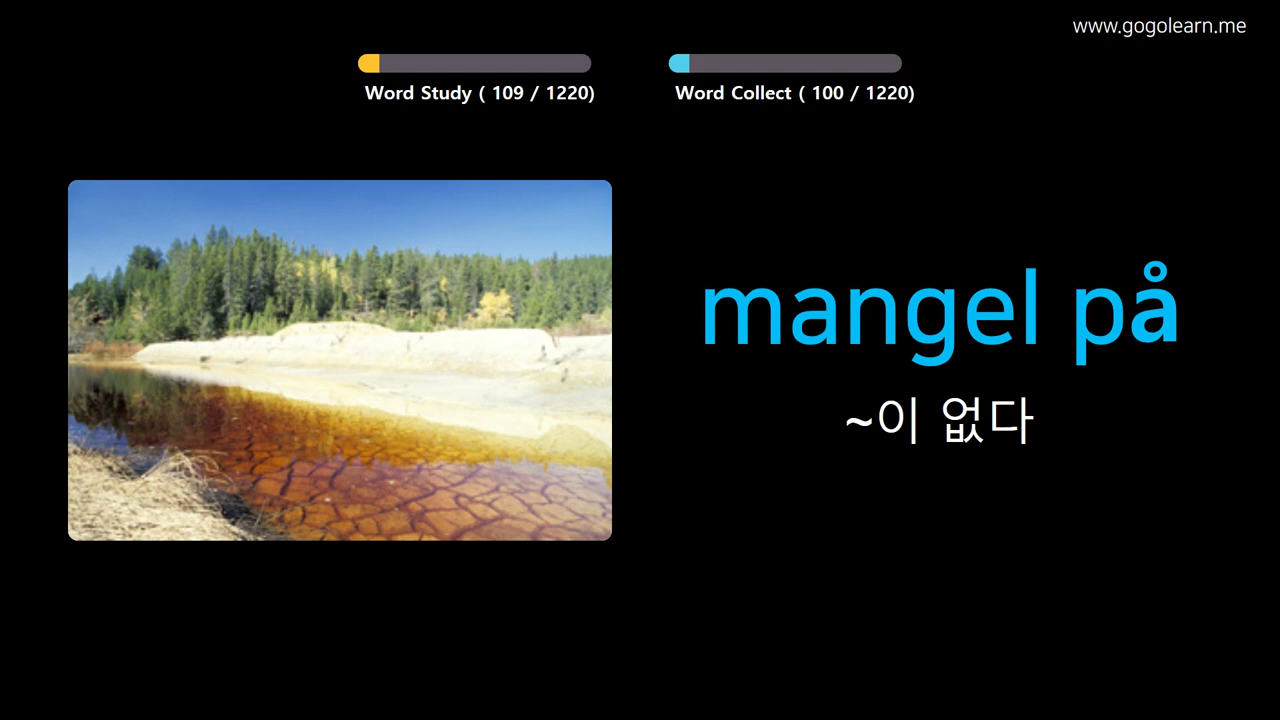 www.gogolearn.me
Word Study ( 109 / 1220)
Word Collect ( 100 / 1220)
mangel på
~이 없다